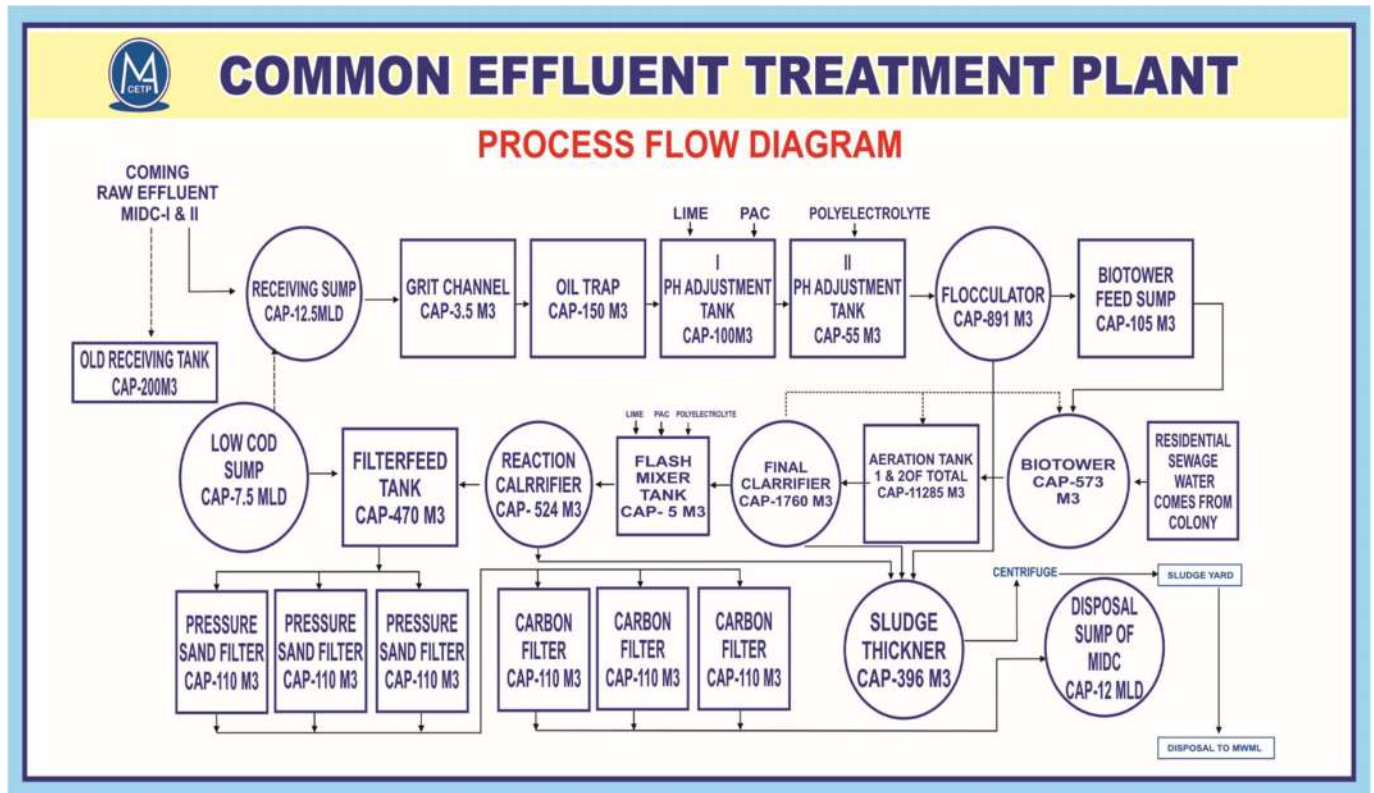 MA
CETP
COMMON EFFLUENT TREATMENT PLANT
PROCESS FLOW DIAGRAM
COMING
RAW EFFLUENT
MIDC-I & II
LIME
PAC
POLYELECTROLYTE
RECEIVING SUMP
CAP-12.5MLD
GRIT CHANNEL
CAP-3.5 M3
OIL TRAP
CAP-150 M3
I
PH ADJUSTMENT
TANK
CAP-100M3
II
PH ADJUSTMENT
TANK
CAP-55 M3
FLOCCULATOR
CAP-891 M3
BIOTOWER
FEED SUMP
CAP-105 M3
OLD RECEIVING TANK
CAP-200M3
LOW COD
SUMP
CAP-7.5 MLD
FILTERFEED
TANK
CAP-470 M3
REACTION
CALRRIFIER
CAP- 524 M3
LIME
PAC
POLYELECTROLYTE
FLASH
MIXER
TANK
CAP- 5 M3
FINAL
CLARRIFIER
CAP-1760 M3
AERATION TANK
1 & 2OF TOTAL
CAP-11285 M3
BIOTOWER
CAP-573
M3
RESIDENTIAL
SEWAGE
WATER
COMES FROM
COLONY
PRESSURE
SAND FILTER
CAP-110 M3
PRESSURE
SAND FILTER
CAP-110 M3
PRESSURE
SAND FILTER
CAP-110 M3
CARBON
FILTER
CAP-110 M3
CARBON
FILTER
CAP-110 M3
CARBON
FILTER
CAP-110 M3
SLUDGE
THICKNER
CAP-396 M3
CENTRIFUGE
SLUDGE YARD
DISPOSAL
SUMP OF
MIDC
CAP-12 MLD
DISPOSAL TO MWML